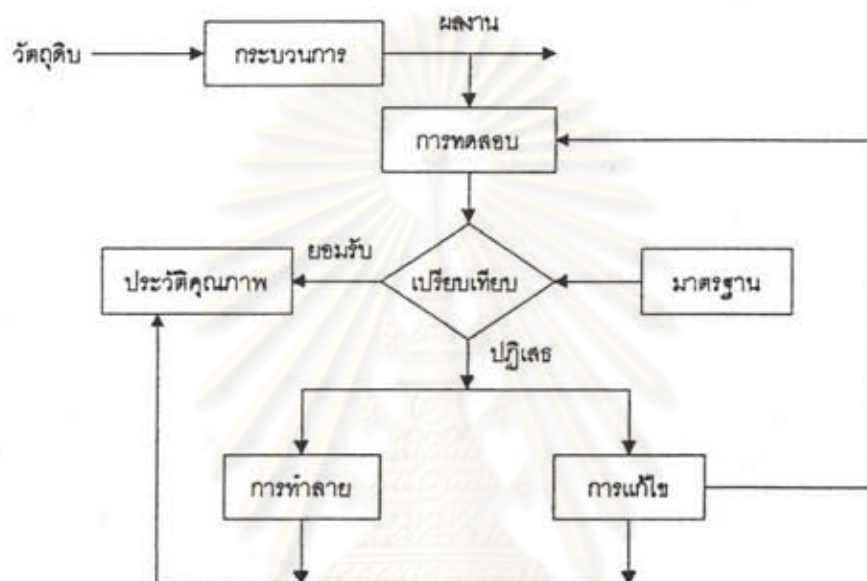 ผลงาน
วัตถุดิบ
กระบวนการ
การทดสอบ
ยอมรับ
ประวัติคุณภาพ
เปรียบเทียบ
มาตรฐาน
ปฏิเสธ
การทำลาย
การแก้ไข